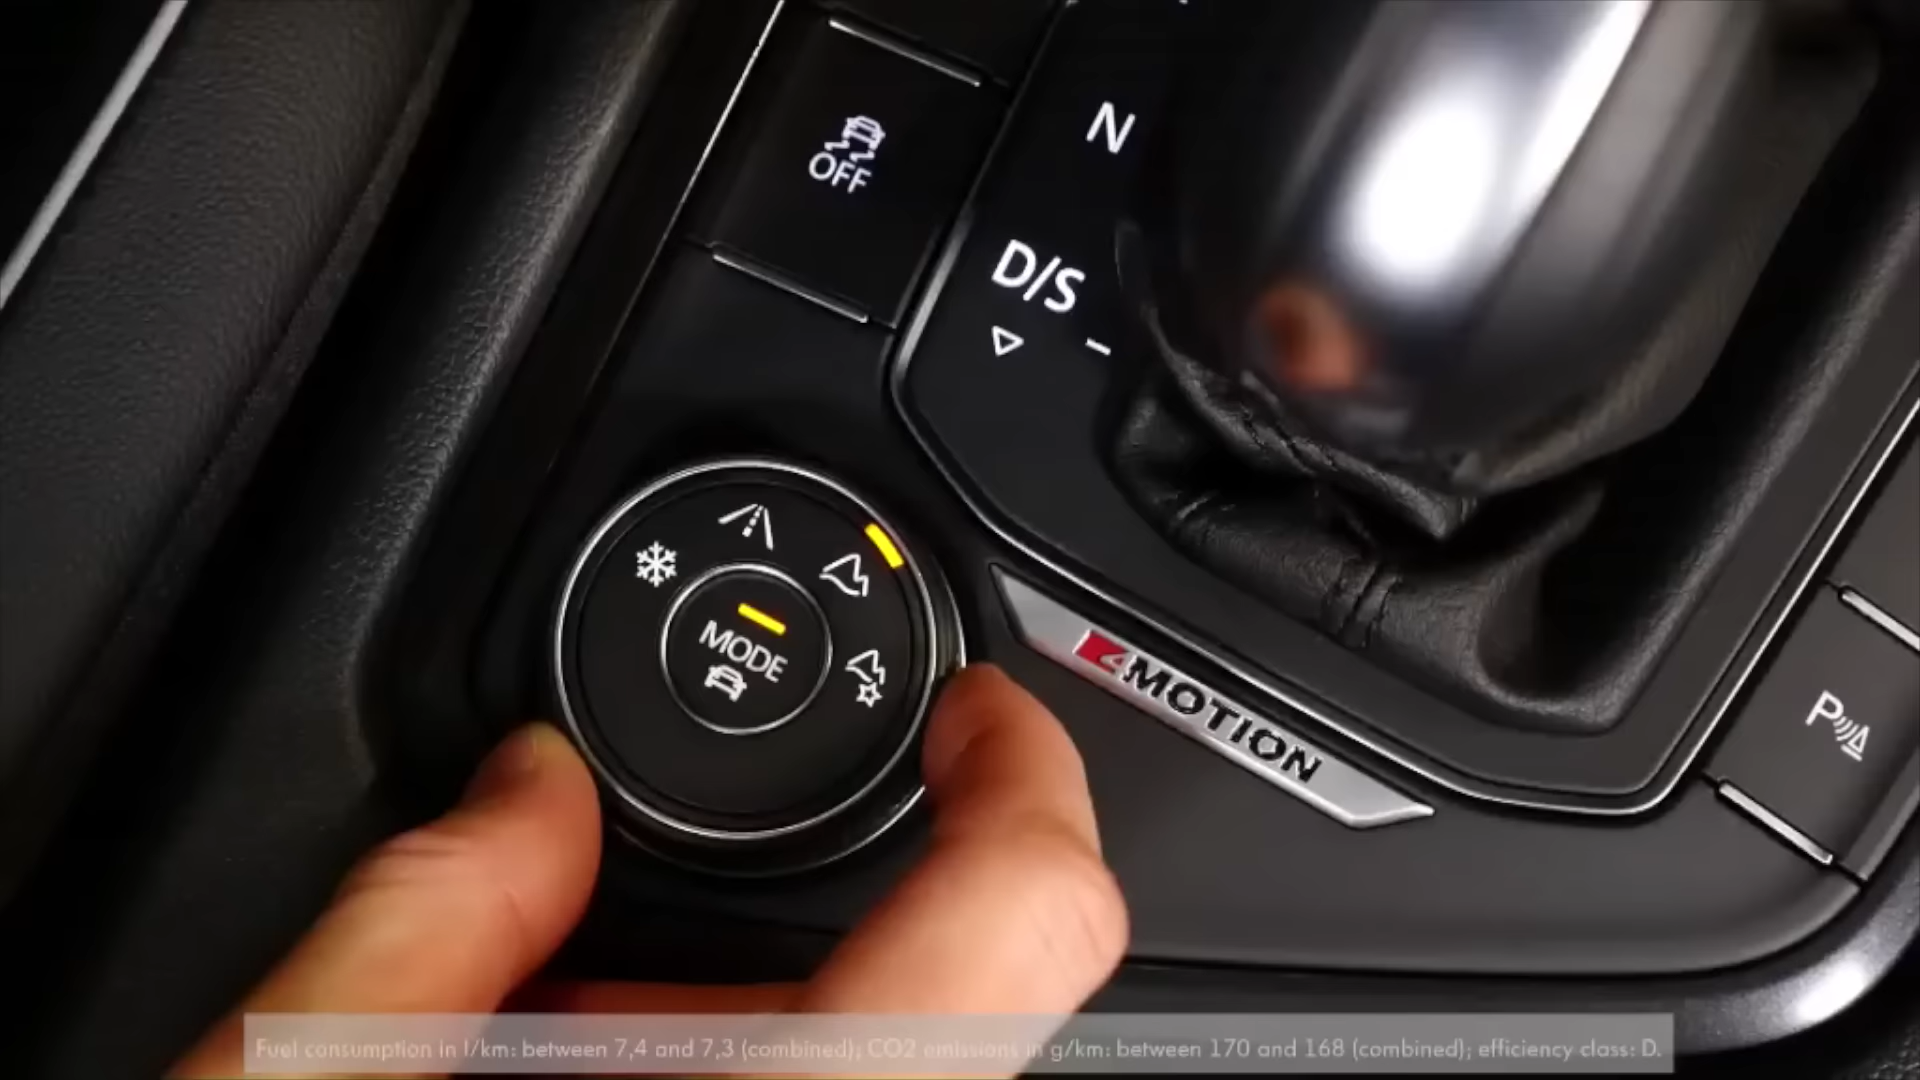 N
OFF
D/S
-
MODE
4MOTION
P
Fuel consumption in l/km: between 7,4 and 7,3 (combined); CO2 emissions in g/km: between 170 and 168 (combined); efficiency class: D.